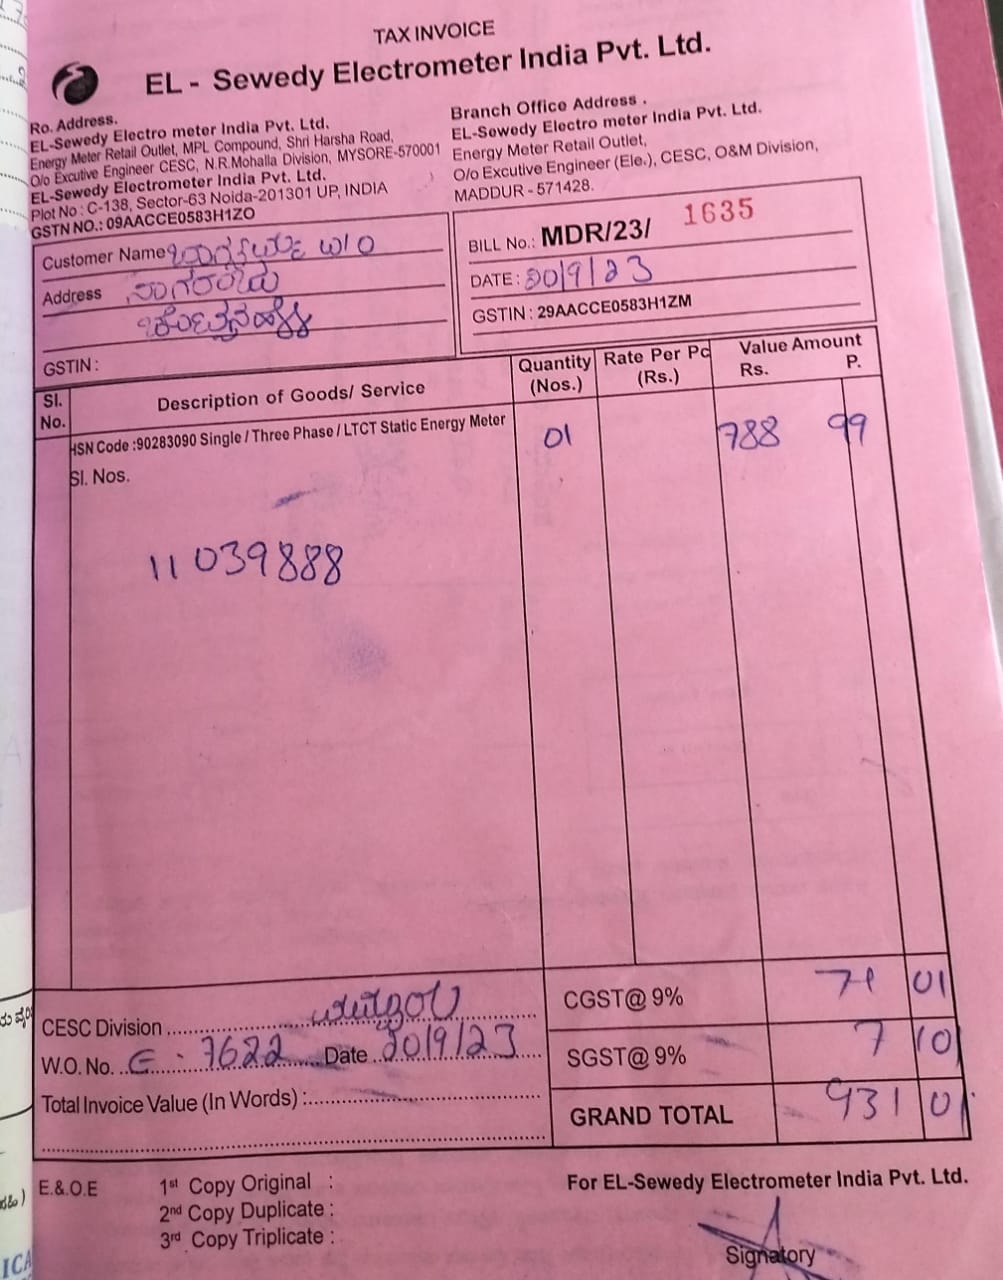 TAX INVOICE
EL - Sewedy Electrometer India Pvt. Ltd.
Ro. Address.
EL-Sewedy Electro meter India Pvt. Ltd.
Energy Meter Retail Outlet, MPL Compound, Shri Harsha Road,
O/o Excutive Engineer CESC, N.R.Mohalla Division, MYSORE-570001
EL-Sewedy Electrometer India Pvt. Ltd.
Plot No : C-138, Sector-63 Noida-201301 UP, INDIA
GSTN NO.: 09AACCE0583H1ZO
Branch Office Address .
EL-Sewedy Electro meter India Pvt. Ltd.
Energy Meter Retail Outlet,
O/o Excutive Engineer (Ele.), CESC, O&M Division,
MADDUR - 571428.
Customer Name ಭಾಗ್ಯಮ್ಮ W/O
Address
GSTIN :
BILL No.: MDR/23/ 1635
DATE : 20/9/23
GSTIN : 29AACCE0583H1ZM
Sl. No. Description of Goods/ Service Quantity (Nos.) Rate Per Pc (Rs.) Value Amount Rs. P.
HSN Code :90283090 Single / Three Phase / LTCT Static Energy Meter 01 788 99
Sl. Nos.
11039888
CESC Division ಮದ್ದೂರು
W.O. No. E - 7622 Date 20/9/23
Total Invoice Value (In Words) :
CGST@ 9% 71 01
SGST@ 9% 7 10
GRAND TOTAL 931 01
E.&.O.E
1st Copy Original :
2nd Copy Duplicate :
3rd Copy Triplicate :
For EL-Sewedy Electrometer India Pvt. Ltd.
Signatory